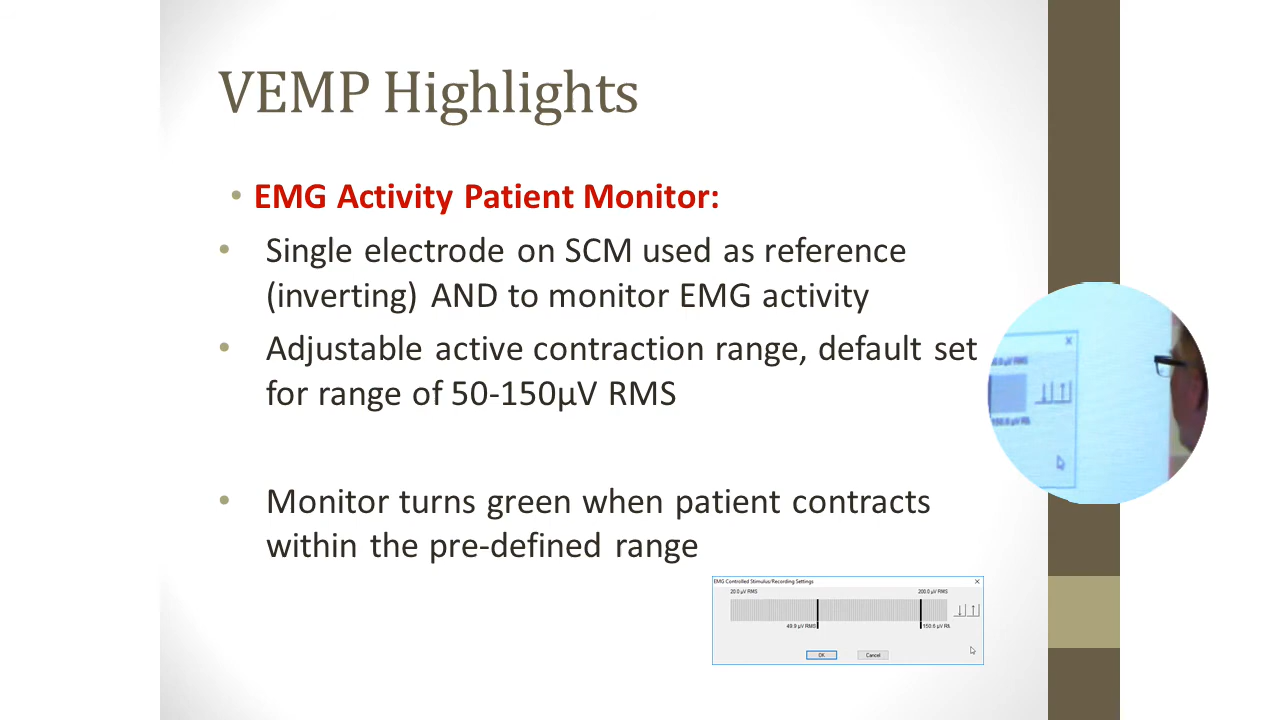 VEMP Highlights
• EMG Activity Patient Monitor:
• Single electrode on SCM used as reference
(inverting) AND to monitor EMG activity
• Adjustable active contraction range, default set
for range of 50-150µV RMS
• Monitor turns green when patient contracts
within the pre-defined range
EMG Controlled Stimulus/Recording Settings
20.0 µV RMS 200.0 µV RMS
49.9 µV RMS 150.6 µV R
OK Cancel